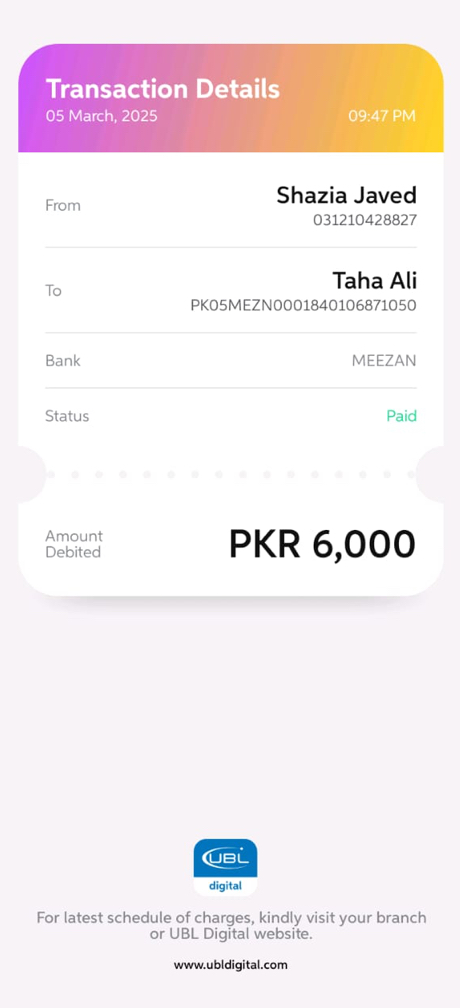 Transaction Details
05 March, 2025 09:47 PM
From Shazia Javed
031210428827
To Taha Ali
PK05MEZN0001840106871050
Bank MEEZAN
Status Paid
Amount
Debited PKR 6,000
UBL
digital
For latest schedule of charges, kindly visit your branch
or UBL Digital website.
www.ubldigital.com